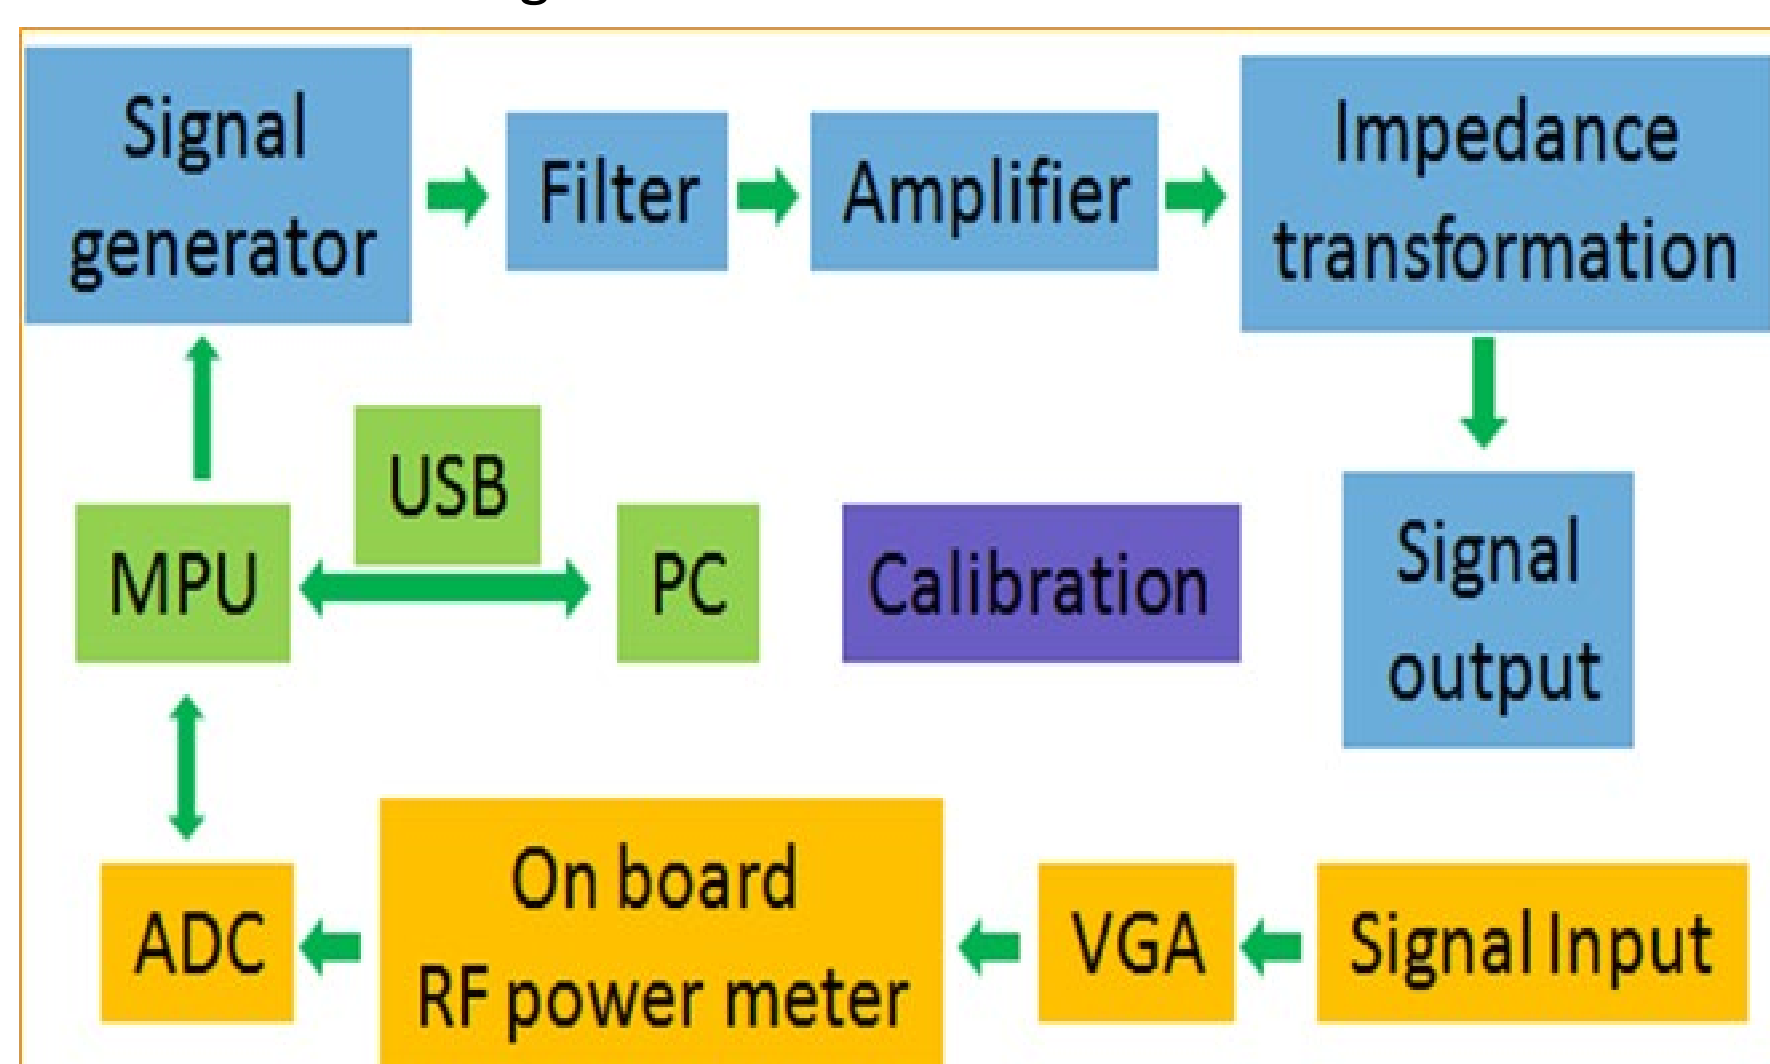 Signal
generator
Filter
Amplifier
Impedance
transformation
USB
MPU
PC
Calibration
Signal
output
ADC
On board
RF power meter
VGA
Signal Input